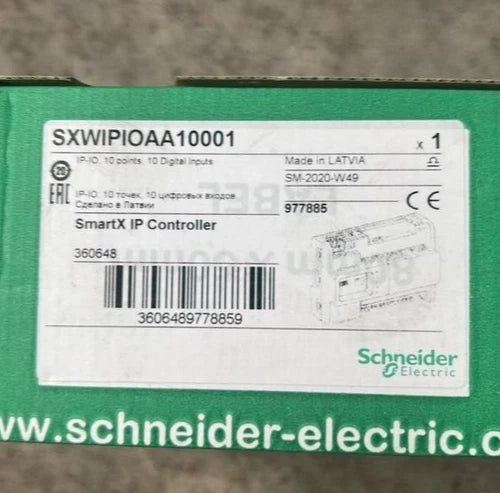 SXWIPIOAA10001
x 1
IP-IO, 10 points, 10 Digital Inputs
Made in LATVIA
SM-2020-W49
20
EAC
IP-IO, 10 точек, 10 цифровых входов
Сделано в Латвии
977885
CE
SmartX IP Controller
360648
3606489778859
Schneider
Electric
www.schneider-electric.c